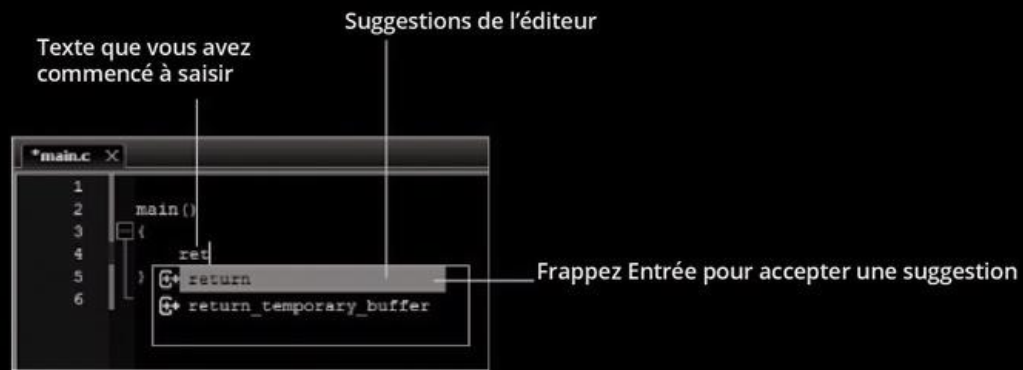 Suggestions de l’éditeur
Texte que vous avez
commencé à saisir
*main.c X
1
2 main()
3 {
4 ret
5 }
6
return
return_temporary_buffer
Frappez Entrée pour accepter une suggestion